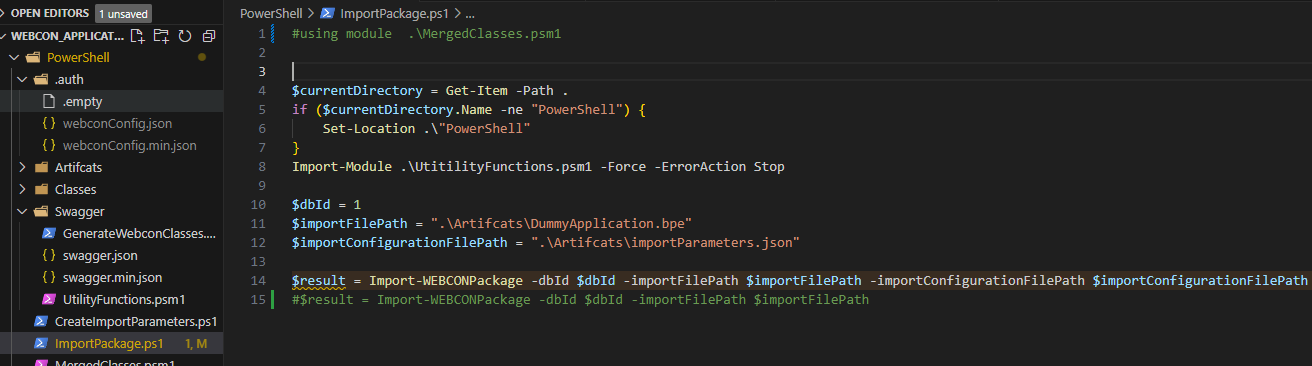 OPEN EDITORS 1 unsaved
WEBCON_APPLICAT...
PowerShell
.auth
.empty
{ } webconConfig.json
{ } webconConfig.min.json
Artifcats
Classes
Swagger
GenerateWebconClasses....
{ } swagger.json
{ } swagger.min.json
UtilityFunctions.psm1
CreateImportParameters.ps1
ImportPackage.ps1 1, M
MergedClasses.psm1
PowerShell > ImportPackage.ps1 > ...
1 #using module  .\MergedClasses.psm1
2
3
4 $currentDirectory = Get-Item -Path .
5 if ($currentDirectory.Name -ne "PowerShell") {
6     Set-Location .\"PowerShell"
7 }
8 Import-Module .\UtitilityFunctions.psm1 -Force -ErrorAction Stop
9
10 $dbId = 1
11 $importFilePath = ".\Artifcats\DummyApplication.bpe"
12 $importConfigurationFilePath = ".\Artifcats\importParameters.json"
13
14 $result = Import-WEBCONPackage -dbId $dbId -importFilePath $importFilePath -importConfigurationFilePath $importConfigurationFilePath
15 #$result = Import-WEBCONPackage -dbId $dbId -importFilePath $importFilePath